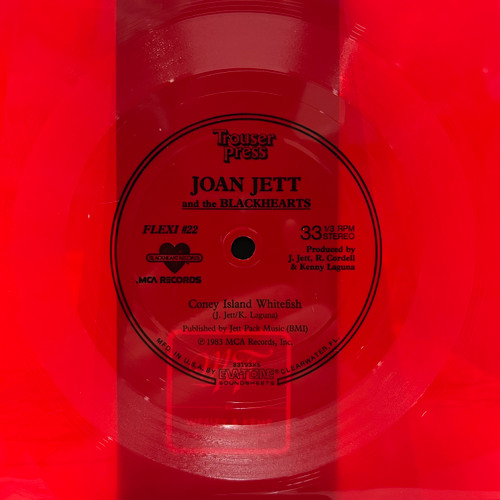 Trouser
Press
JOAN JETT
and the BLACKHEARTS
FLEXI #22
33 1/3 RPM
STEREO
BLACKHEART RECORDS
MCA RECORDS
Produced by
J. Jett, R. Cordell
& Kenny Laguna
Coney Island Whitefish
(J. Jett/K. Laguna)
Published by Jett Pack Music (BMI)
© 1983 MCA Records, Inc.
MFG. IN U.S.A. BY
EVA-TONE
SOUNDSHEETS
CLEARWATER, FL